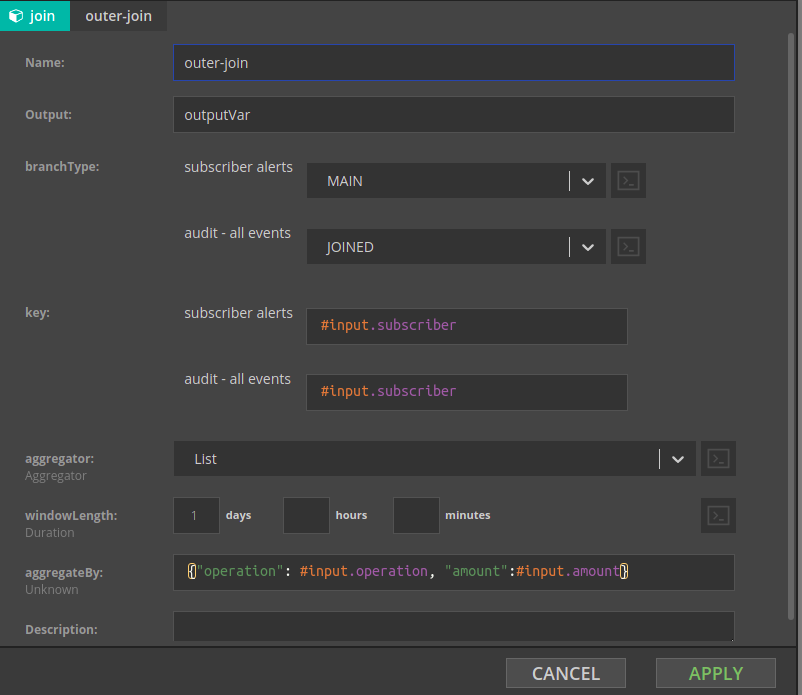 join outer-join
Name: outer-join
Output: outputVar
branchType: subscriber alerts MAIN
audit - all events JOINED
key: subscriber alerts #input.subscriber
audit - all events #input.subscriber
aggregator: List
Aggregator
windowLength: 1 days hours minutes
Duration
aggregateBy: {"operation": #input.operation, "amount":#input.amount}
Unknown
Description:
CANCEL APPLY